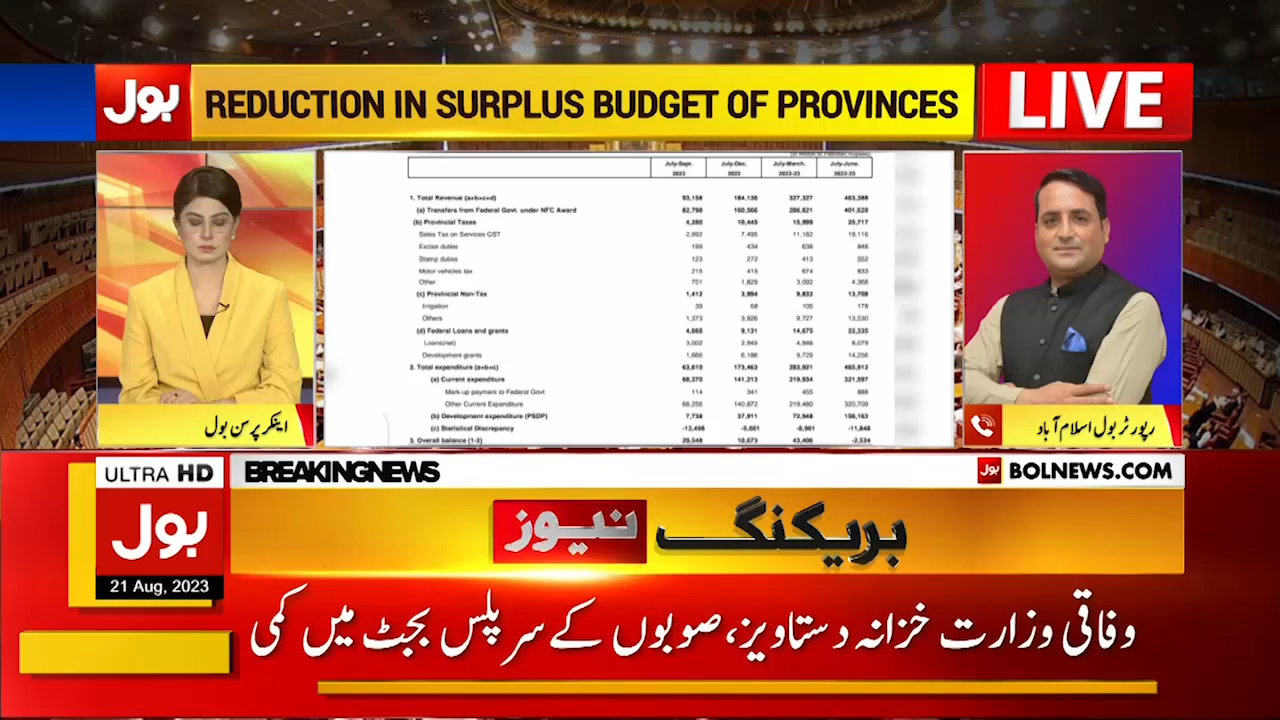 بول
REDUCTION IN SURPLUS BUDGET OF PROVINCES
LIVE
July-Sept. July-Dec. July-March. July-June.
2023 2022 2022-23 2022-23
1. Total Revenue (a+b+c+d) 93,158 184,136 327,327 463,388
(a) Transfers from Federal Govt. under NFC Award 82,798 160,566 286,821 401,628
(b) Provincial Taxes 4,280 10,445 15,999 25,717
Sales Tax on Services GST 2,992 7,495 11,182 19,116
Excise duties 199 434 638 848
Stamp duties 123 272 413 552
Motor vehicles tax 215 415 674 833
Other 751 1,829 3,092 4,368
(c) Provincial Non-Tax 1,412 3,994 9,833 13,708
Irrigation 39 68 105 178
Others 1,373 3,926 9,727 13,530
(d) Federal Loans and grants 4,668 9,131 14,675 22,335
Loans(net) 3,002 2,945 4,946 8,079
Development grants 1,666 6,186 9,729 14,256
2. Total expenditure (a+b+c) 63,610 173,463 283,921 465,912
(a) Current expenditure 68,370 141,213 219,934 321,597
Mark-up payment to Federal Govt 114 341 455 888
Other Current Expenditure 68,256 140,872 219,480 320,709
(b) Development expenditure (PSDP) 7,738 37,911 72,948 156,163
(c) Statistical Discrepancy -12,498 -5,661 -8,961 -11,848
3. Overall balance (1-2) 29,548 10,673 43,406 -2,534
اینکر پرسن بول
رپورٹر بول اسلام آباد
ULTRA HD
BREAKINGNEWS
بول BOLNEWS.COM
بول
بریکنگ نیوز
21 Aug, 2023
وفاقی وزارت خزانہ دستاویز، صوبوں کے سرپلس بجٹ میں کمی